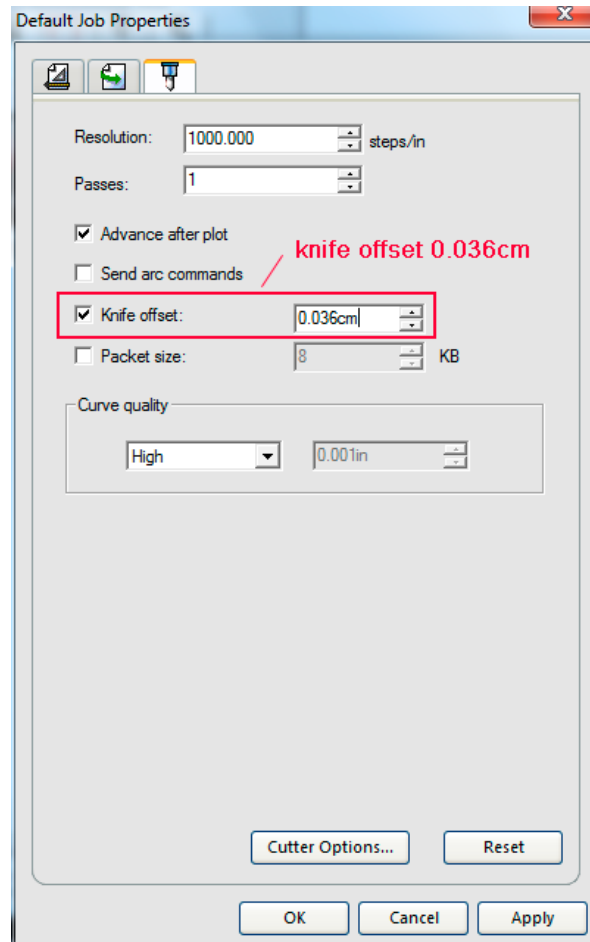 Default Job Properties
Resolution: 1000.000 steps/in
Passes: 1
Advance after plot
knife offset 0.036cm
Send arc commands
Knife offset: 0.036cm
Packet size: 8 KB
Curve quality
High 0.001in
Cutter Options... Reset
OK Cancel Apply